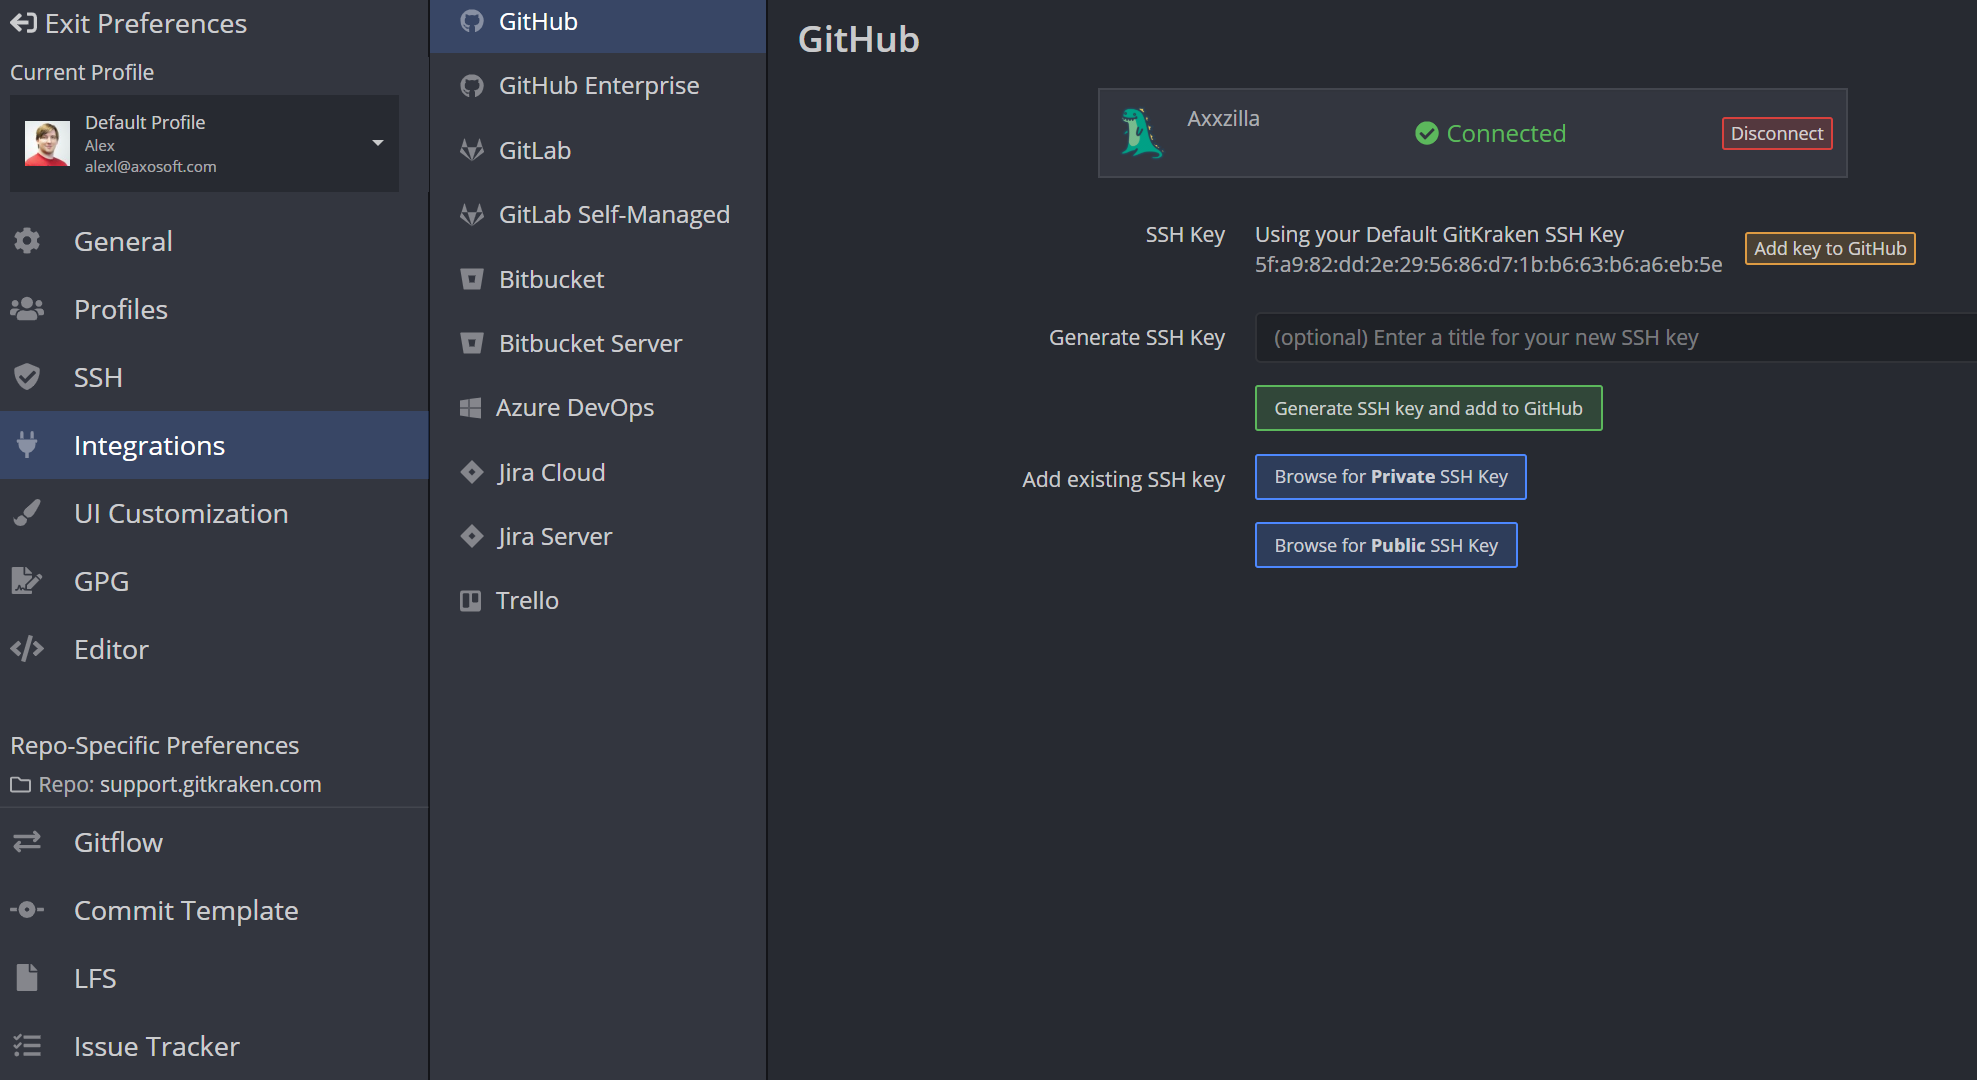 Exit Preferences
Current Profile
Default Profile
Alex
alexl@axosoft.com
General
Profiles
SSH
Integrations
UI Customization
GPG
Editor
Repo-Specific Preferences
Repo: support.gitkraken.com
Gitflow
Commit Template
LFS
Issue Tracker
GitHub
GitHub Enterprise
GitLab
GitLab Self-Managed
Bitbucket
Bitbucket Server
Azure DevOps
Jira Cloud
Jira Server
Trello
GitHub
Axxzilla
Connected
Disconnect
SSH Key
Using your Default GitKraken SSH Key
5f:a9:82:dd:2e:29:56:86:d7:1b:b6:63:b6:a6:eb:5e
Add key to GitHub
Generate SSH Key
(optional) Enter a title for your new SSH key
Generate SSH key and add to GitHub
Add existing SSH key
Browse for Private SSH Key
Browse for Public SSH Key